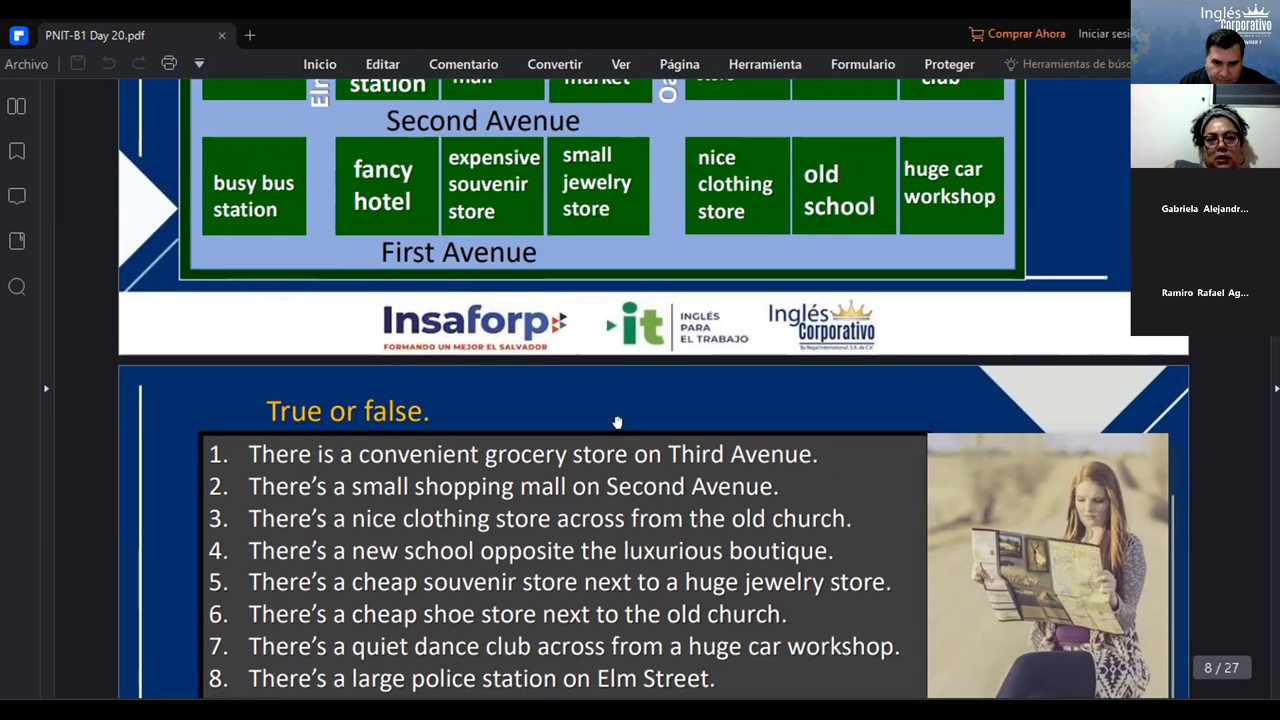 PNIT-B1 Day 20.pdf
Comprar Ahora
Archivo
Inicio
Editar
Comentario
Convertir
Ver
Página
Herramienta
Formulario
Proteger
Inglés
Corporativo
Elm
station
mall
market
store
club
Second Avenue
busy bus
station
fancy
hotel
expensive
souvenir
store
small
jewelry
store
nice
clothing
store
old
school
huge car
workshop
First Avenue
Gabriela Alejandr...
Ramiro Rafael Ag...
Insaforp
FORMANDO UN MEJOR EL SALVADOR
it
INGLÉS
PARA
EL TRABAJO
Inglés
Corporativo
By Regal International, S.A. de C.V.
True or false.
1. There is a convenient grocery store on Third Avenue.
2. There's a small shopping mall on Second Avenue.
3. There's a nice clothing store across from the old church.
4. There's a new school opposite the luxurious boutique.
5. There's a cheap souvenir store next to a huge jewelry store.
6. There's a cheap shoe store next to the old church.
7. There's a quiet dance club across from a huge car workshop.
8. There's a large police station on Elm Street.
8 / 27